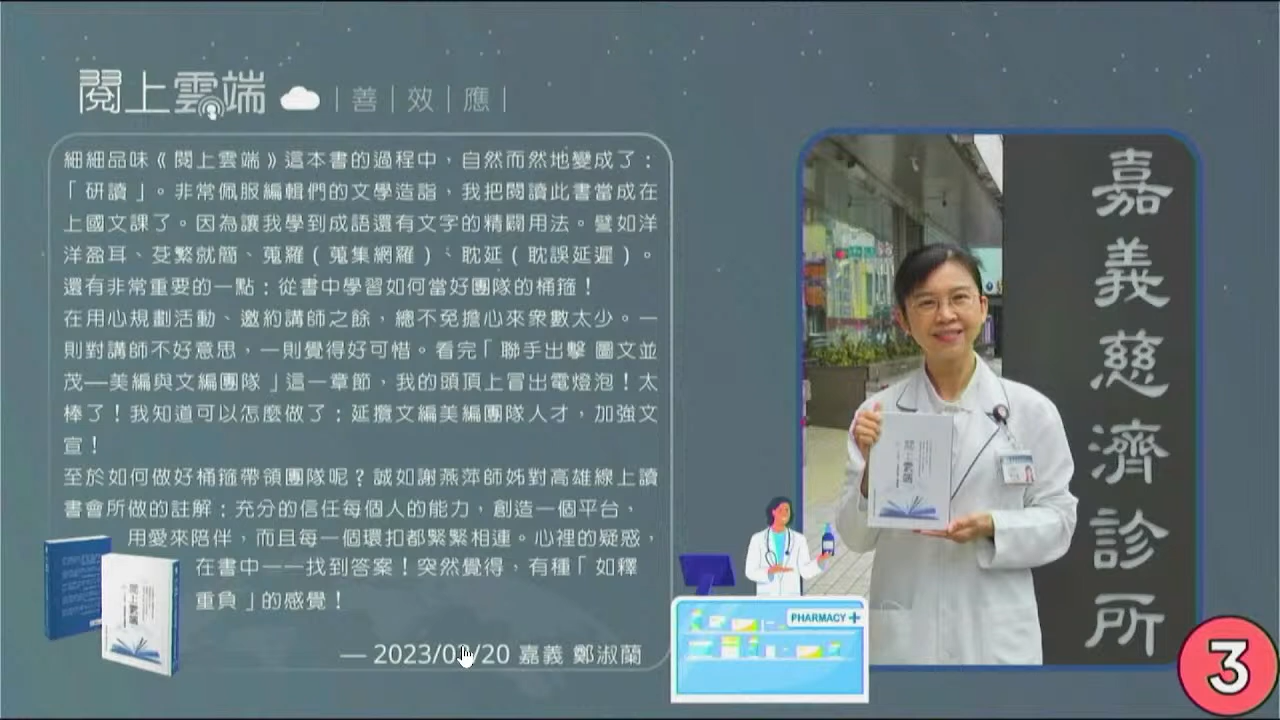 閱上雲端 | 善 | 效 | 應 |
細細品味《閱上雲端》這本書的過程中，自然而然地變成了：
「研讀」。非常佩服編輯們的文學造詣，我把閱讀此書當成在
上國文課了。因為讓我學到成語還有文字的精闢用法。譬如洋
洋盈耳、芟繁就簡、蒐羅（蒐集網羅）、耽延（耽誤延遲）。
還有非常重要的一點：從書中學習如何當好團隊的桶箍！
在用心規劃活動、邀約講師之餘，總不免擔心來眾數太少。一
則對講師不好意思，一則覺得好可惜。看完「聯手出擊 圖文並
茂—美編與文編團隊」這一章節，我的頭頂上冒出電燈泡！太
棒了！我知道可以怎麼做了：延攬文編美編團隊人才，加強文
宣！
至於如何做好桶箍帶領團隊呢？誠如謝燕萍師姊對高雄線上讀
書會所做的註解：充分的信任每個人的能力，創造一個平台，
用愛來陪伴，而且每一個環扣都緊緊相連。心裡的疑惑，
在書中一一找到答案！突然覺得，有種「如釋
重負」的感覺！
— 2023/0 /20 嘉義 鄭淑蘭
嘉義慈濟診所
閱上雲端
閱上雲端
PHARMACY +
3